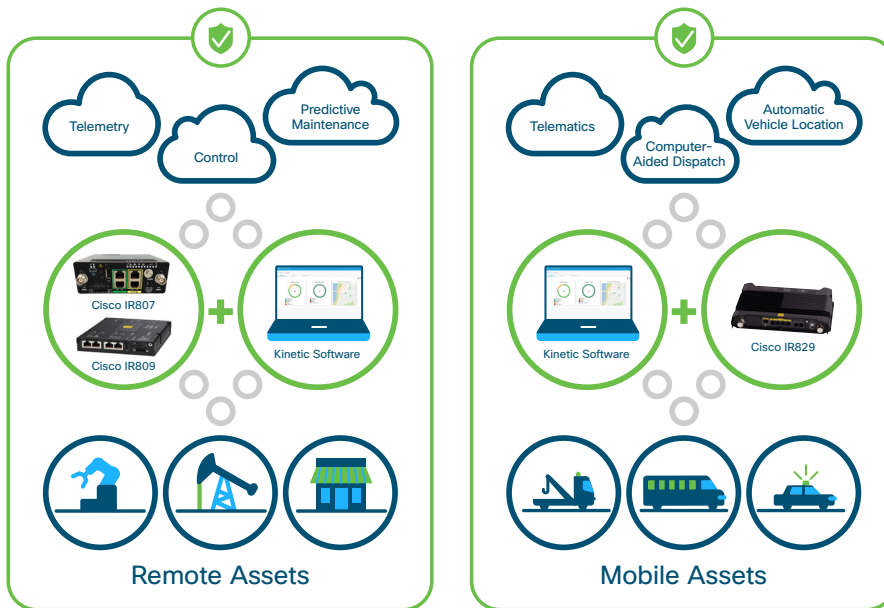 Telemetry
Predictive
Maintenance
Control
Cisco IR807
Cisco IR809
Kinetic Software
Remote Assets
Telematics
Automatic
Vehicle Location
Computer-
Aided Dispatch
Kinetic Software
Cisco IR829
Mobile Assets